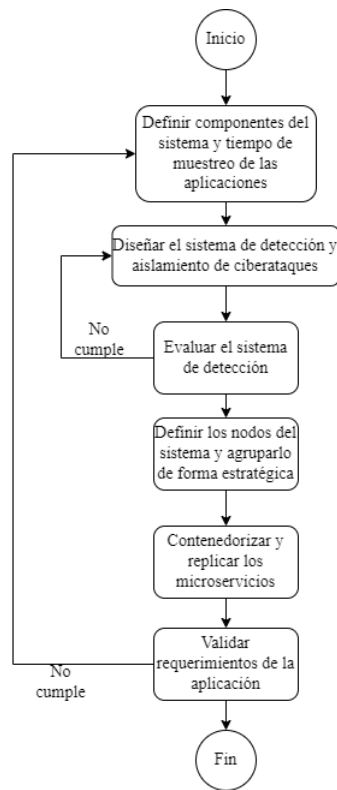 Inicio
Definir componentes del
sistema y tiempo de
muestreo de las
aplicaciones
Diseñar el sistema de detección y
aislamiento de ciberataques
No
cumple
Evaluar el sistema
de detección
Definir los nodos del
sistema y agruparlo
de forma estratégica
Contenedorizar y
replicar los
microservicios
Validar
requerimientos de la
aplicación
No
cumple
Fin